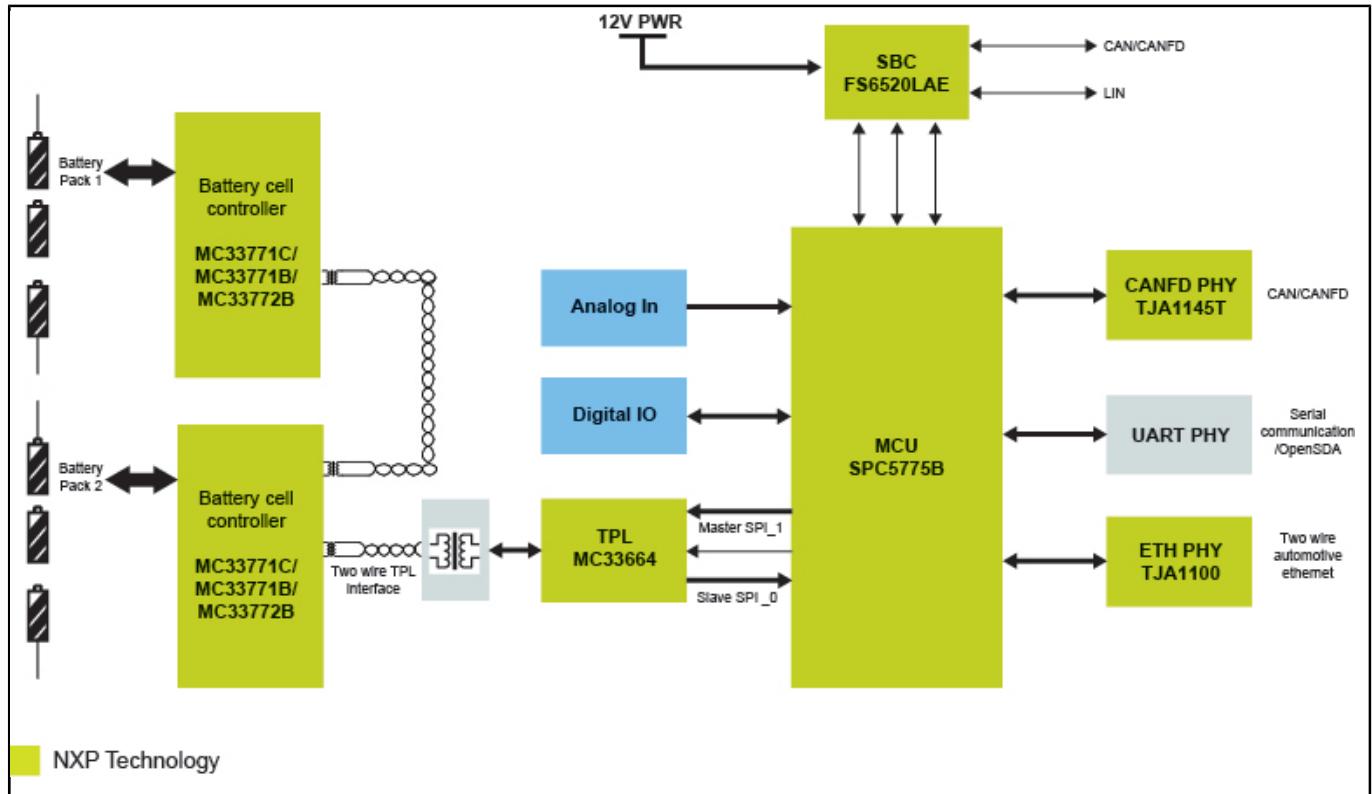 12V PWR
SBC
FS6520LAE
CAN/CANFD
LIN
Battery
Pack 1
Battery cell
controller
MC33771C/
MC33771B/
MC33772B
Analog In
Digital IO
MCU
SPC5775B
CANFD PHY
TJA1145T
CAN/CANFD
UART PHY
Serial
communication
/OpenSDA
Battery
Pack 2
Battery cell
controller
MC33771C/
MC33771B/
MC33772B
Two wire TPL
Interface
TPL
MC33664
Master SPI_1
Slave SPI_0
ETH PHY
TJA1100
Two wire
automotive
ethernet
NXP Technology